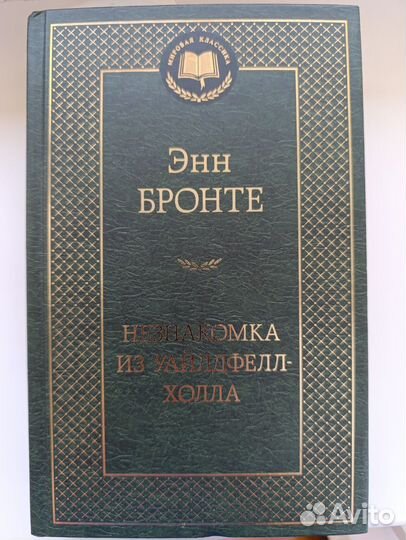 МИРОВАЯ КЛАССИКА
Энн
БРОНТЕ
НЕЗНАКОМКА
ИЗ УАЙЛДФЕЛЛ-
ХОЛЛА
Avito